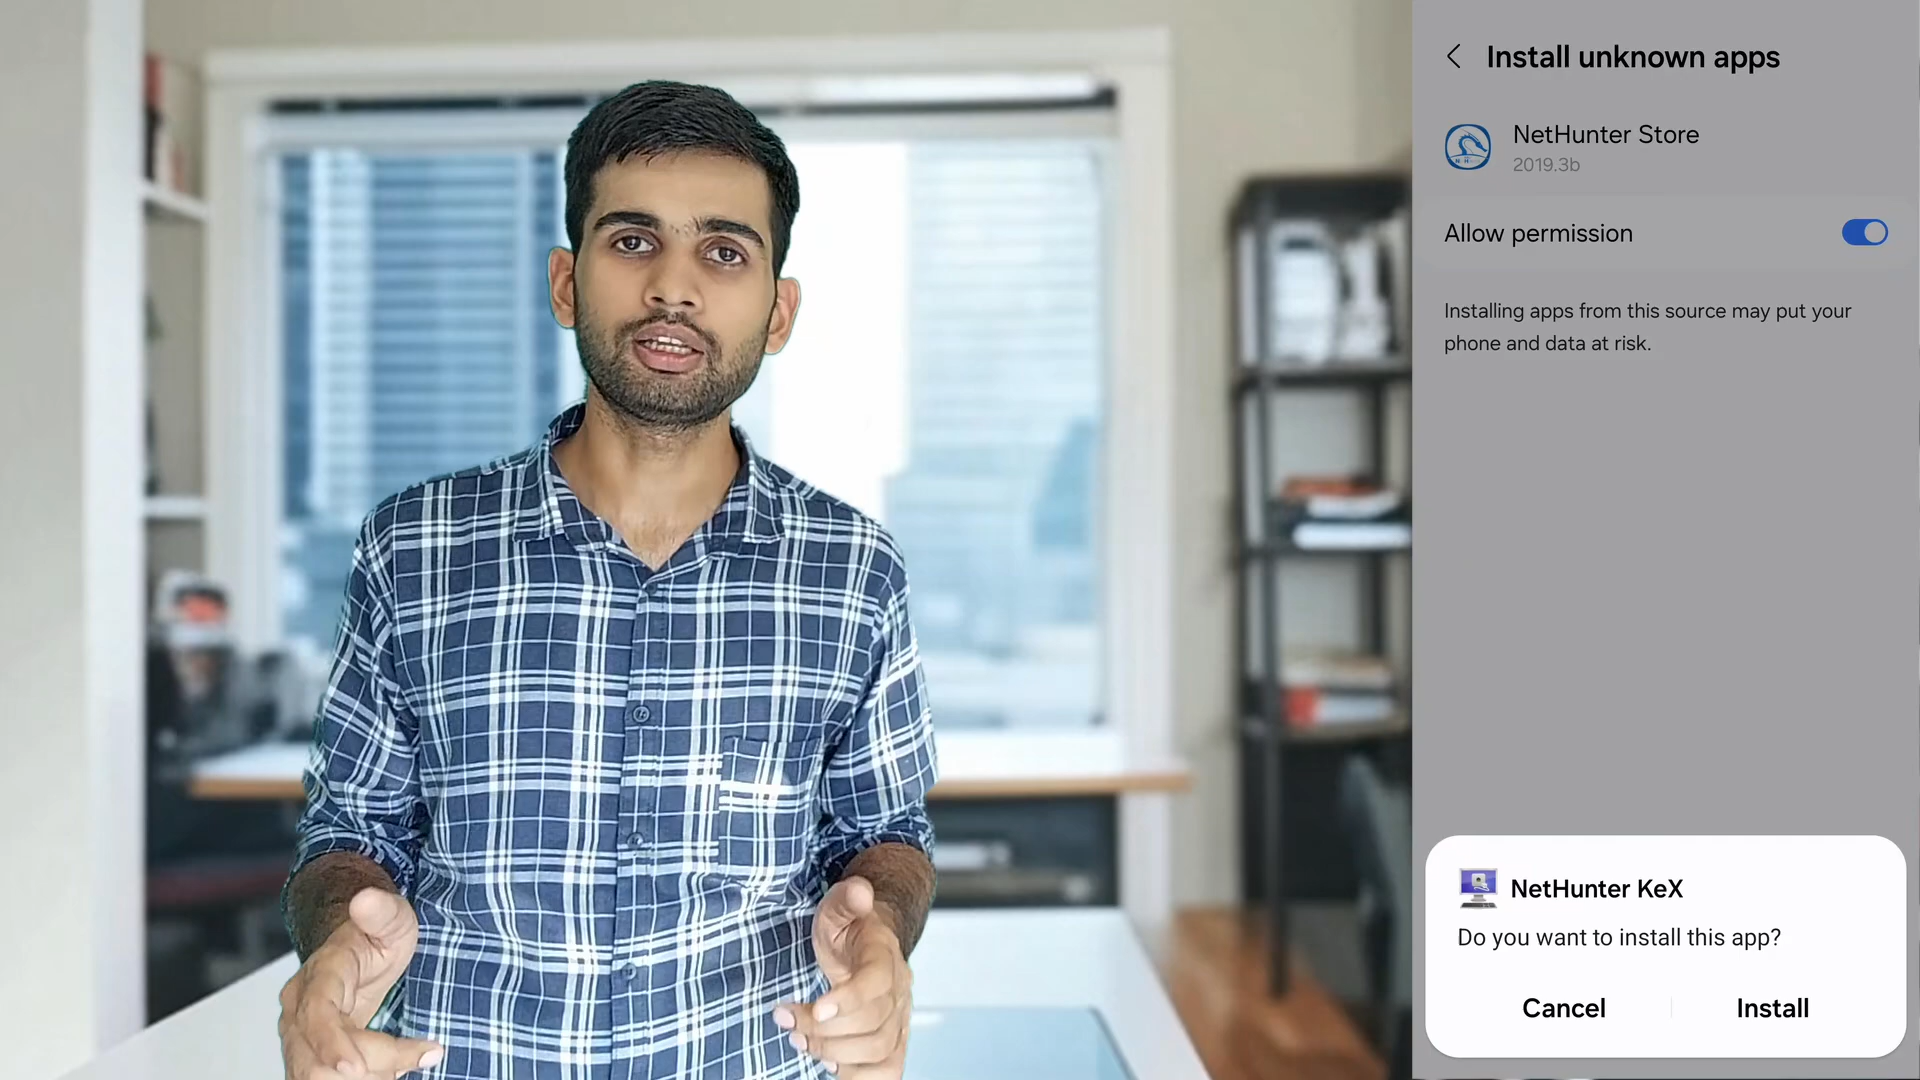 Install unknown apps
NetHunter Store
2019.3b
Allow permission
Installing apps from this source may put your
phone and data at risk.
NetHunter KeX
Do you want to install this app?
Cancel
Install